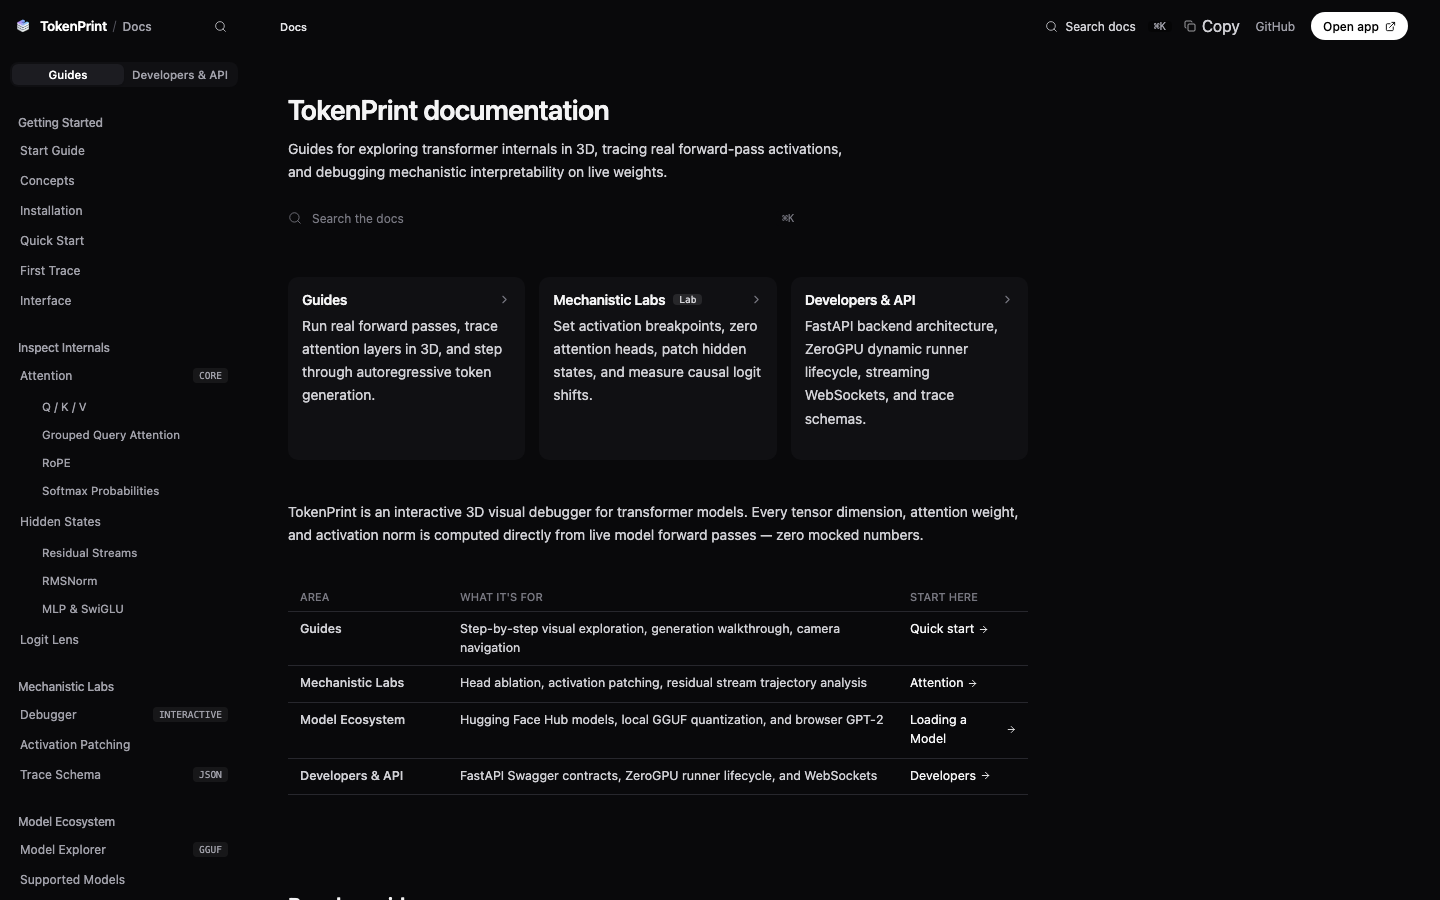 TokenPrint / Docs
Docs
Search docs ⌘K Copy GitHub Open app
Guides Developers & API
Getting Started
Start Guide
Concepts
Installation
Quick Start
First Trace
Interface
Inspect Internals
Attention CORE
Q / K / V
Grouped Query Attention
RoPE
Softmax Probabilities
Hidden States
Residual Streams
RMSNorm
MLP & SwiGLU
Logit Lens
Mechanistic Labs
Debugger INTERACTIVE
Activation Patching
Trace Schema JSON
Model Ecosystem
Model Explorer GGUF
Supported Models
TokenPrint documentation
Guides for exploring transformer internals in 3D, tracing real forward-pass activations,
and debugging mechanistic interpretability on live weights.
Search the docs ⌘K
Guides
Run real forward passes, trace
attention layers in 3D, and step
through autoregressive token
generation.
Mechanistic Labs Lab
Set activation breakpoints, zero
attention heads, patch hidden
states, and measure causal logit
shifts.
Developers & API
FastAPI backend architecture,
ZeroGPU dynamic runner
lifecycle, streaming
WebSockets, and trace
schemas.
TokenPrint is an interactive 3D visual debugger for transformer models. Every tensor dimension, attention weight,
and activation norm is computed directly from live model forward passes — zero mocked numbers.
AREA WHAT IT'S FOR START HERE
Guides Step-by-step visual exploration, generation walkthrough, camera
navigation Quick start →
Mechanistic Labs Head ablation, activation patching, residual stream trajectory analysis Attention →
Model Ecosystem Hugging Face Hub models, local GGUF quantization, and browser GPT-2 Loading a
Model →
Developers & API FastAPI Swagger contracts, ZeroGPU runner lifecycle, and WebSockets Developers →